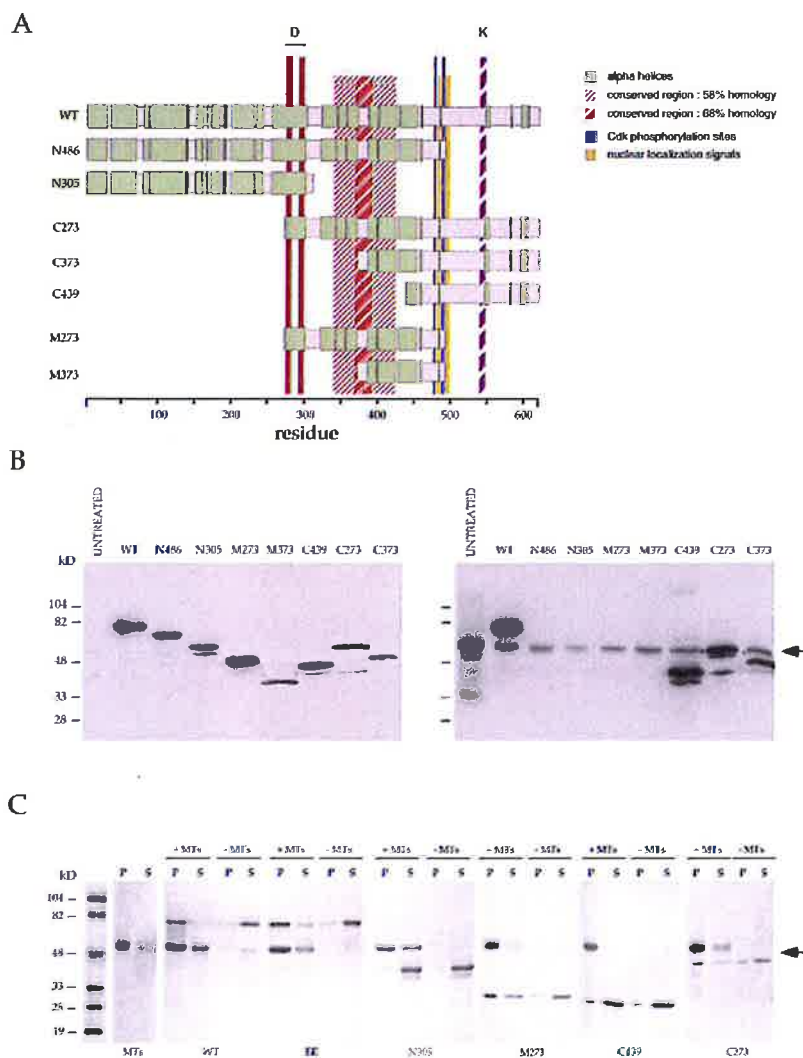 A
D
K
WT
N486
N305
C273
C373
C439
M273
M373
100
200
300
400
500
600
residue
alpha helices
conserved region : 58% homology
conserved region : 68% homology
Cdk phosphorylation sites
nuclear localization signals
B
UNTREATED WT N486 N305 M273 M373 C439 C273 C373
kD
104
82
48
33
28
UNTREATED WT N486 N305 M273 M373 C439 C273 C373
C
+MTs -MTs +MTs -MTs +MTs -MTs +MTs -MTs +MTs -MTs +MTs -MTs
kD P S P S P S P S P S P S P S P S P S P S P S P S P S
104
82
48
33
28
19
MTs WT N305 M273 C439 C273